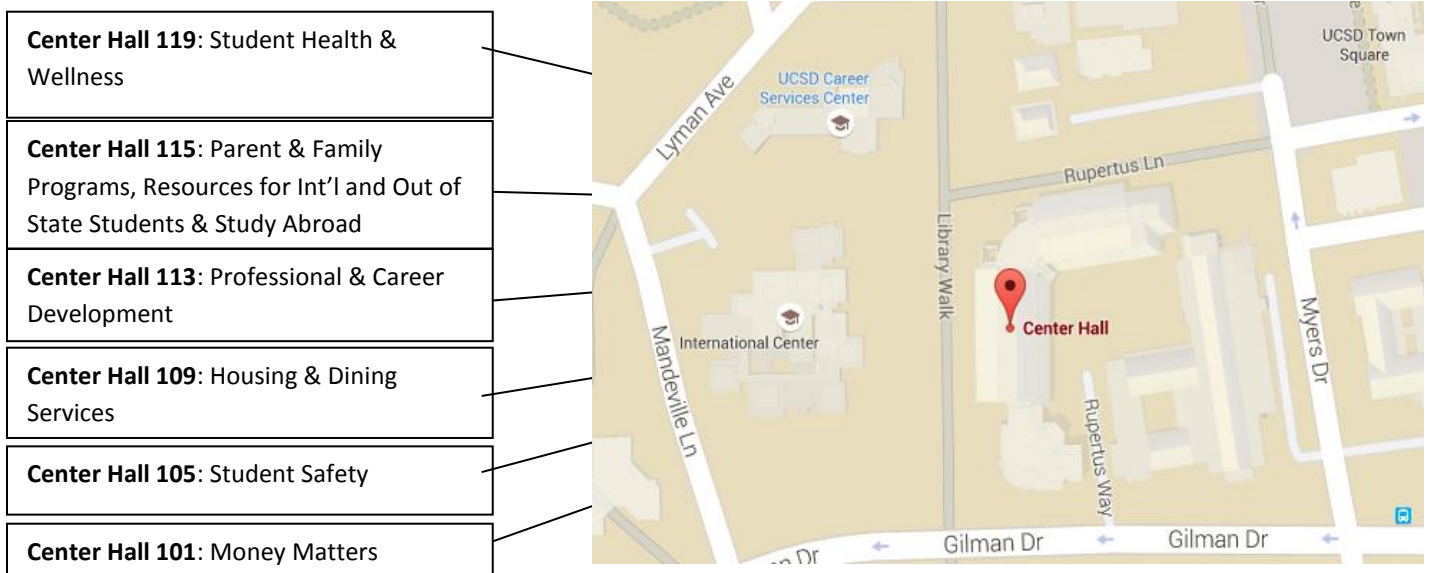 Center Hall 119: Student Health &
Wellness
Center Hall 115: Parent & Family
Programs, Resources for Int’l and Out of
State Students & Study Abroad
Center Hall 113: Professional & Career
Development
Center Hall 109: Housing & Dining
Services
Center Hall 105: Student Safety
Center Hall 101: Money Matters
UCSD Town
Square
UCSD Career
Services Center
Lyman Ave
Rupertus Ln
Library Walk
Center Hall
International Center
Mandeville Ln
Myers Dr
Rupertus Way
Gilman Dr
Gilman Dr
Dr